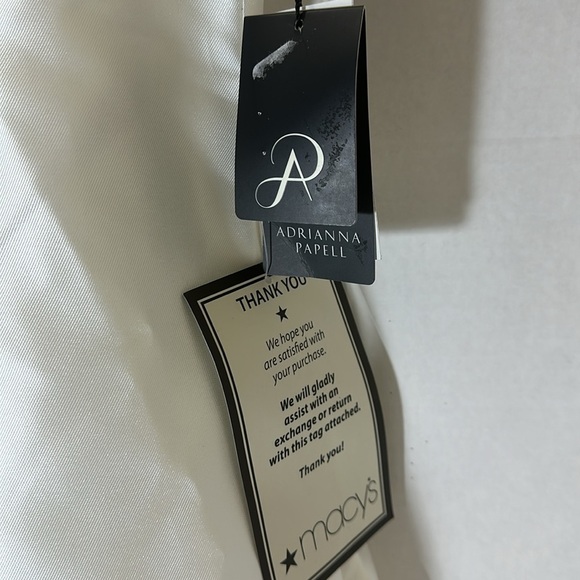 AP
ADRIANNA
PAPELL
THANK YOU
We hope you
are satisfied with
your purchase.
We will gladly
assist with an
exchange or return
with this tag attached.
Thank you!
macy's